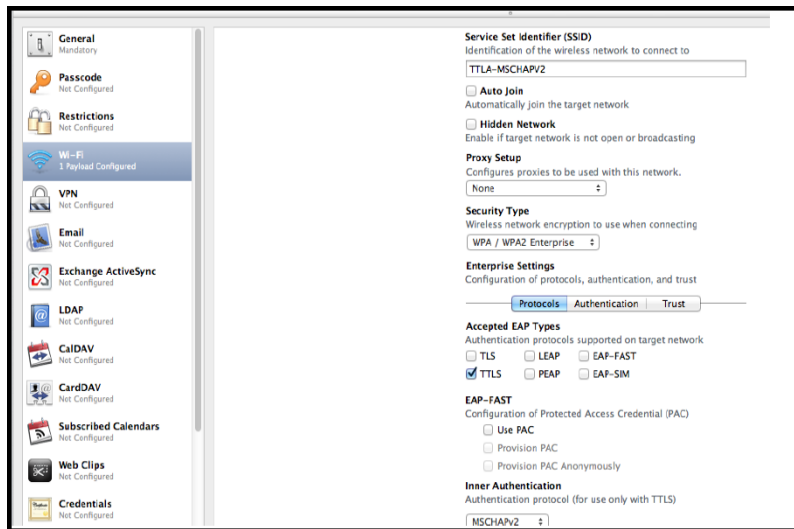 General
Mandatory
Passcode
Not Configured
Restrictions
Not Configured
Wi-Fi
1 Payload Configured
VPN
Not Configured
Email
Not Configured
Exchange ActiveSync
Not Configured
LDAP
Not Configured
CalDAV
Not Configured
CardDAV
Not Configured
Subscribed Calendars
Not Configured
Web Clips
Not Configured
Credentials
Not Configured
Service Set Identifier (SSID)
Identification of the wireless network to connect to
TTLA-MSCHAPV2
Auto Join
Automatically join the target network
Hidden Network
Enable if target network is not open or broadcasting
Proxy Setup
Configures proxies to be used with this network.
None
Security Type
Wireless network encryption to use when connecting
WPA / WPA2 Enterprise
Enterprise Settings
Configuration of protocols, authentication, and trust
Protocols Authentication Trust
Accepted EAP Types
Authentication protocols supported on target network
TLS LEAP EAP-FAST
TTLS PEAP EAP-SIM
EAP-FAST
Configuration of Protected Access Credential (PAC)
Use PAC
Provision PAC
Provision PAC Anonymously
Inner Authentication
Authentication protocol (for use only with TTLS)
MSCHAPv2